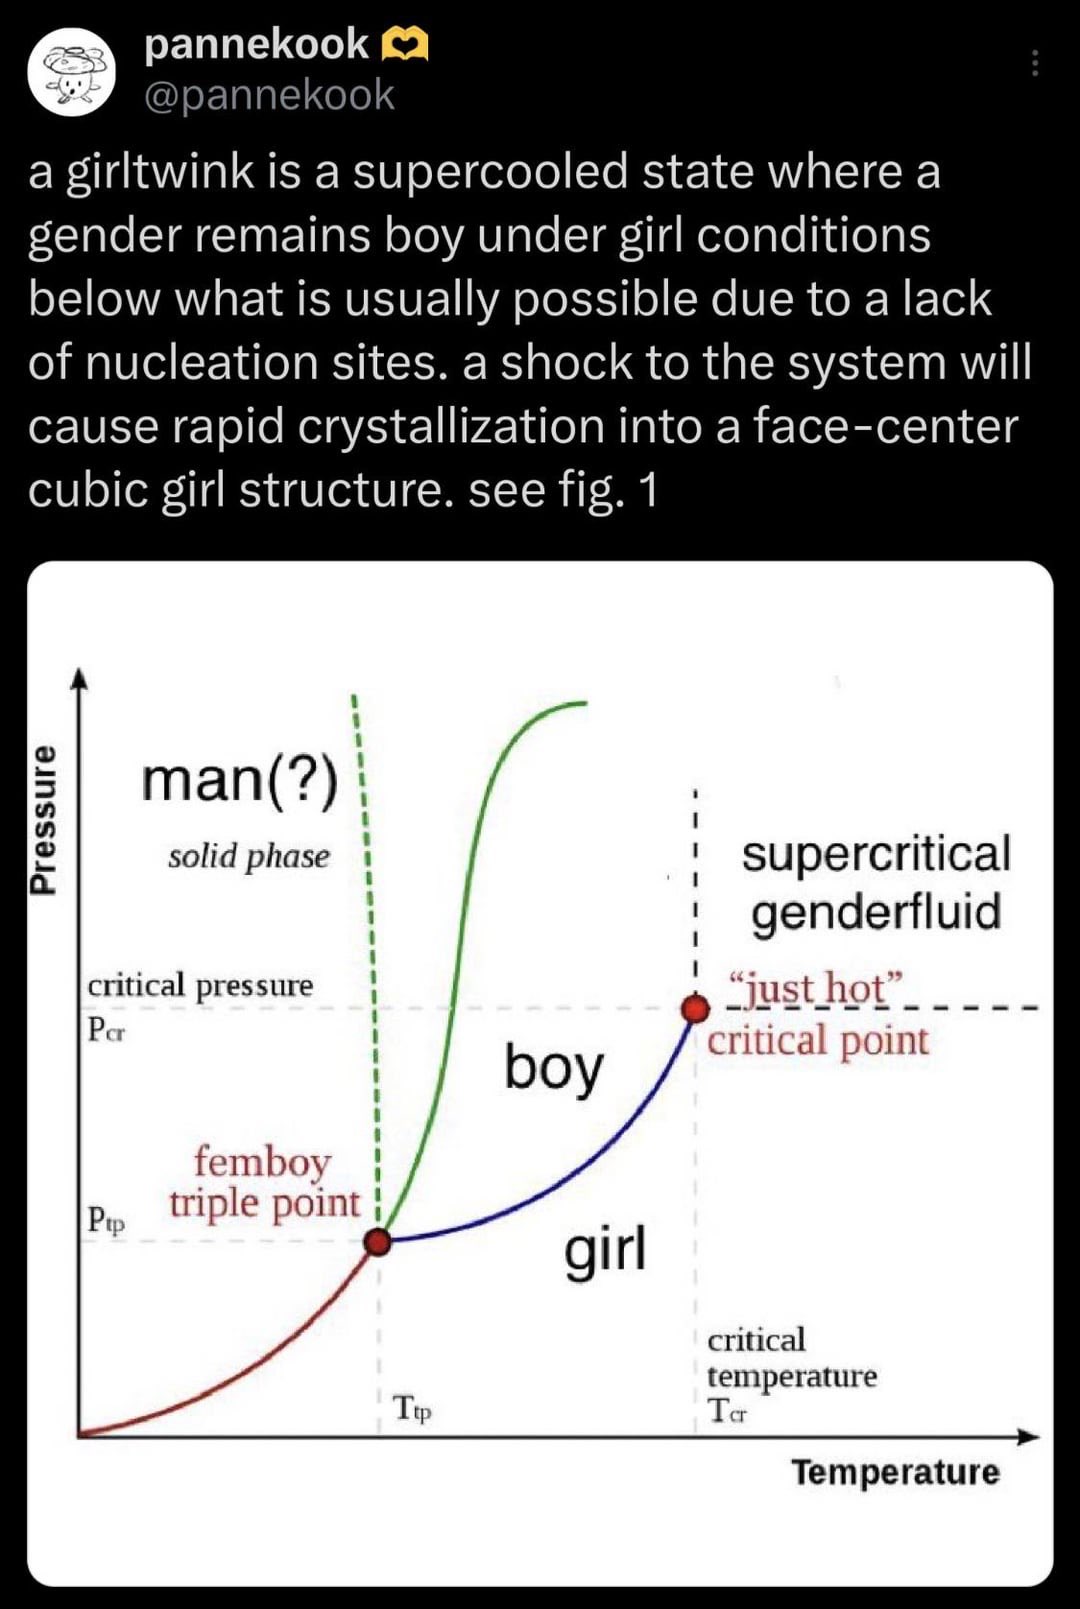 pannekook 🫶
@pannekook
a girltwink is a supercooled state where a
gender remains boy under girl conditions
below what is usually possible due to a lack
of nucleation sites. a shock to the system will
cause rapid crystallization into a face-center
cubic girl structure. see fig. 1
Pressure
man(?)
solid phase
supercritical
genderfluid
critical pressure
Pcr
"just hot"
critical point
boy
femboy
triple point
Ptp
girl
critical
temperature
Ttp
Tcr
Temperature